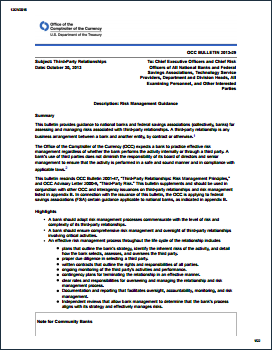 Office of the
Comptroller of the Currency
U.S. Department of the Treasury
OCC BULLETIN 2013-29
Subject: Third-Party Relationships
Date: October 30, 2013
To: Chief Executive Officers and Chief Risk
Officers of All National Banks and Federal
Savings Associations, Technology Service
Providers, Department and Division Heads, All
Examining Personnel, and Other Interested
Parties
Description: Risk Management Guidance
Summary
This bulletin provides guidance to national banks and federal savings associations (collectively, banks) for
assessing and managing risks associated with third-party relationships. A third-party relationship is any
business arrangement between a bank and another entity, by contract or otherwise.1
The Office of the Comptroller of the Currency (OCC) expects a bank to practice effective risk
management regardless of whether the bank performs the activity internally or through a third party. A
bank's use of third parties does not diminish the responsibility of its board of directors and senior
management to ensure that the activity is performed in a safe and sound manner and in compliance with
applicable laws.2
This bulletin rescinds OCC Bulletin 2001-47, "Third-Party Relationships: Risk Management Principles,"
and OCC Advisory Letter 2000-9, "Third-Party Risk." This bulletin supplements and should be used in
conjunction with other OCC and interagency issuances on third-party relationships and risk management
listed in appendix B. In connection with the issuance of this bulletin, the OCC is applying to federal
savings associations (FSA) certain guidance applicable to national banks, as indicated in appendix B.
Highlights
• A bank should adopt risk management processes commensurate with the level of risk and
complexity of its third-party relationships.
• A bank should ensure comprehensive risk management and oversight of third-party relationships
involving critical activities.
• An effective risk management process throughout the life cycle of the relationship includes
plans that outline the bank's strategy, identify the inherent risks of the activity, and detail
how the bank selects, assesses, and oversees the third party.
proper due diligence in selecting a third party.
written contracts that outline the rights and responsibilities of all parties.
ongoing monitoring of the third party's activities and performance.
contingency plans for terminating the relationship in an effective manner.
clear roles and responsibilities for overseeing and managing the relationship and risk
management process.
Documentation and reporting that facilitates oversight, accountability, monitoring, and risk
management.
Independent reviews that allow bank management to determine that the bank's process
aligns with its strategy and effectively manages risks.
Note for Community Banks